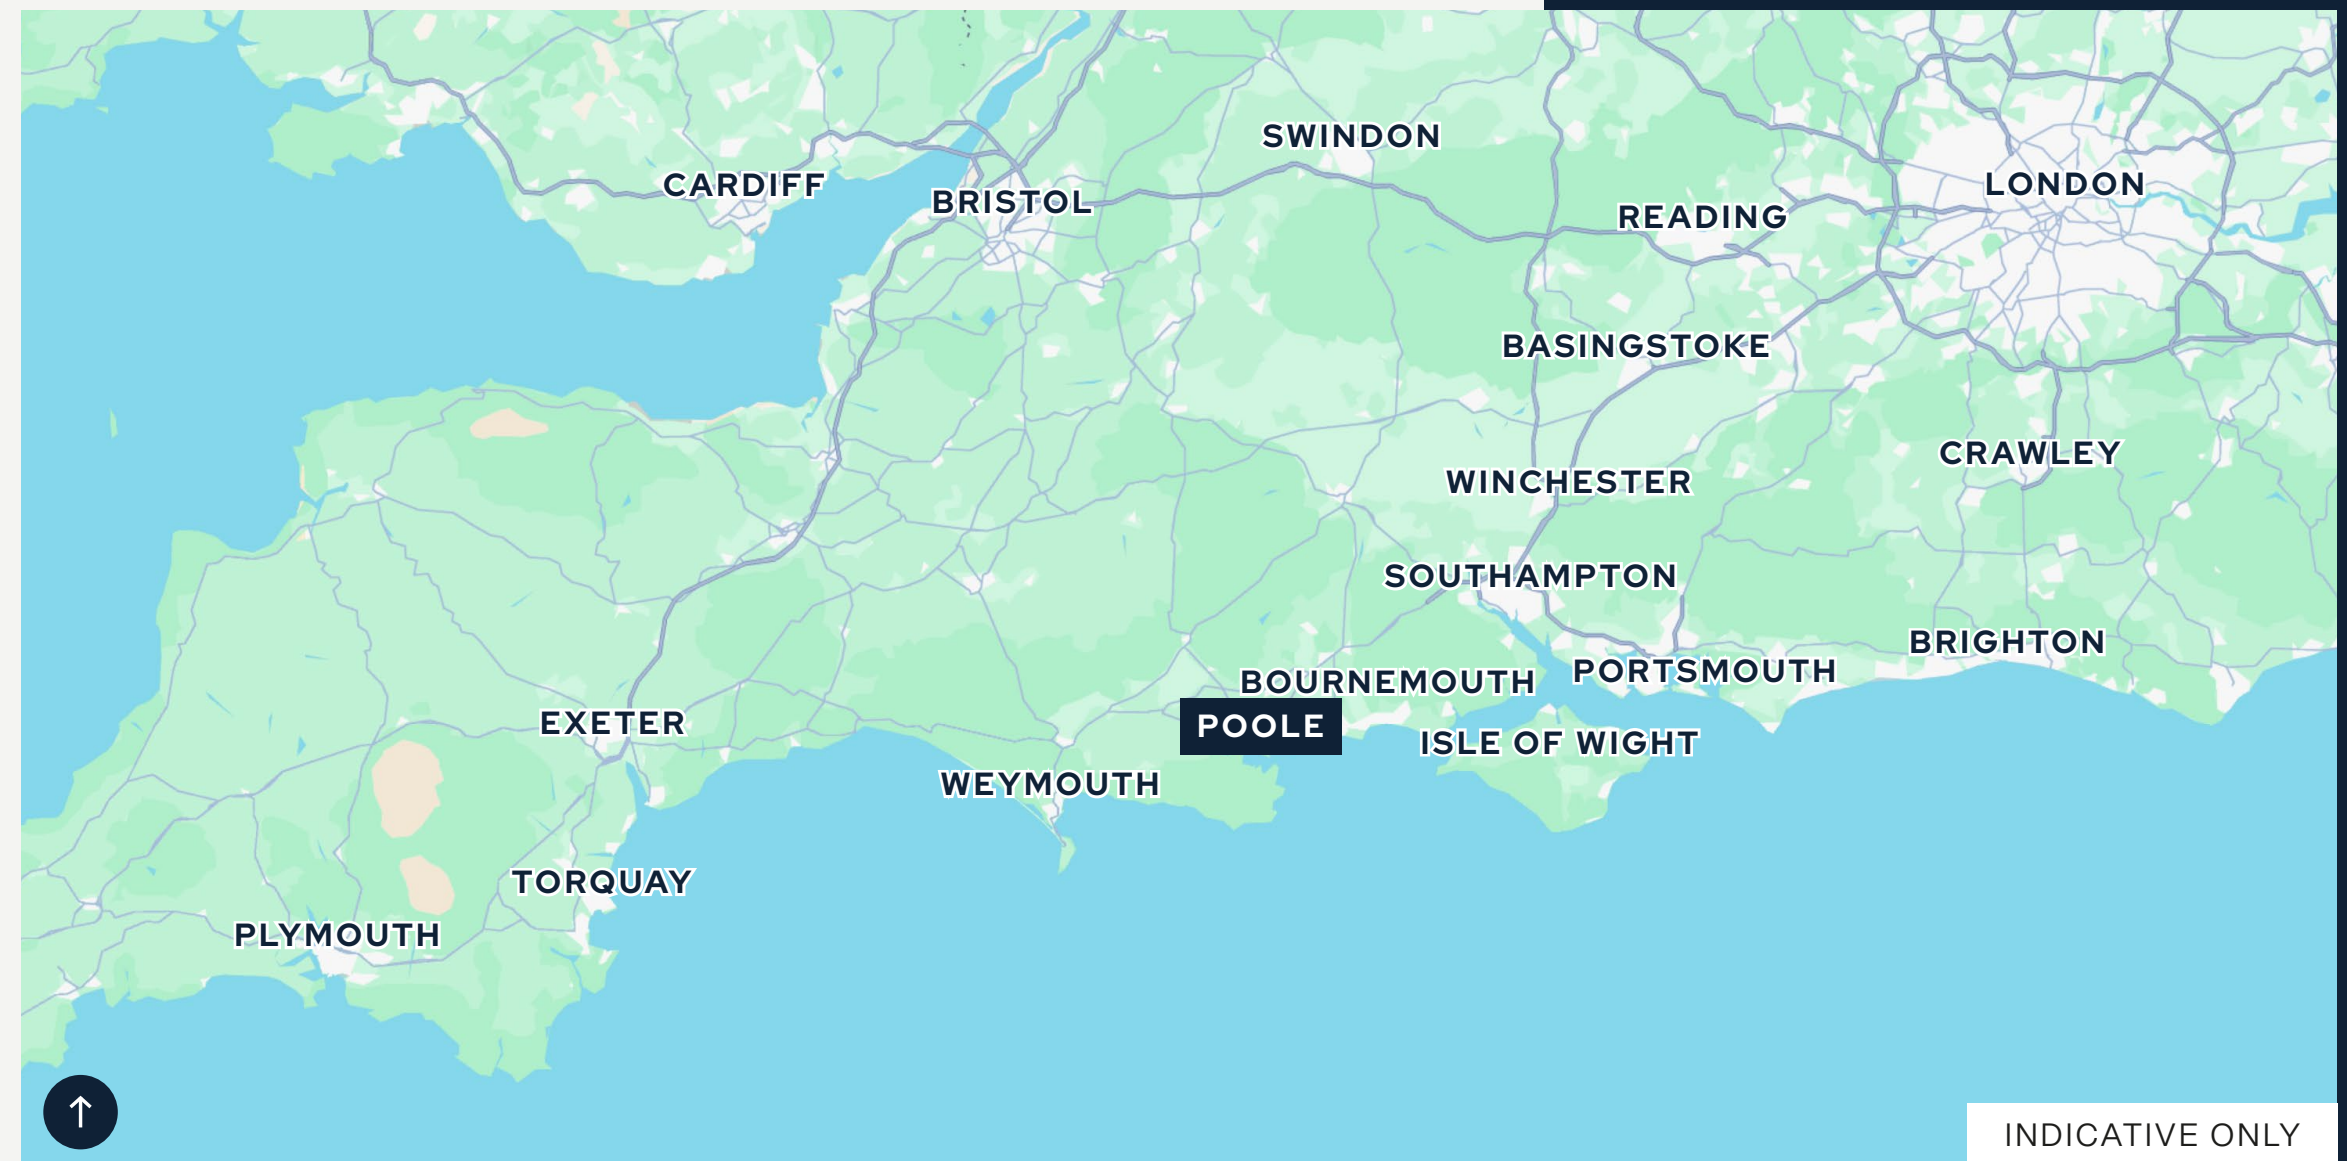 SWINDON
CARDIFF
LONDON
BRISTOL
READING
BASINGSTOKE
CRAWLEY
WINCHESTER
SOUTHAMPTON
BRIGHTON
PORTSMOUTH
BOURNEMOUTH
EXETER
POOLE
ISLE OF WIGHT
WEYMOUTH
TORQUAY
PLYMOUTH
INDICATIVE ONLY